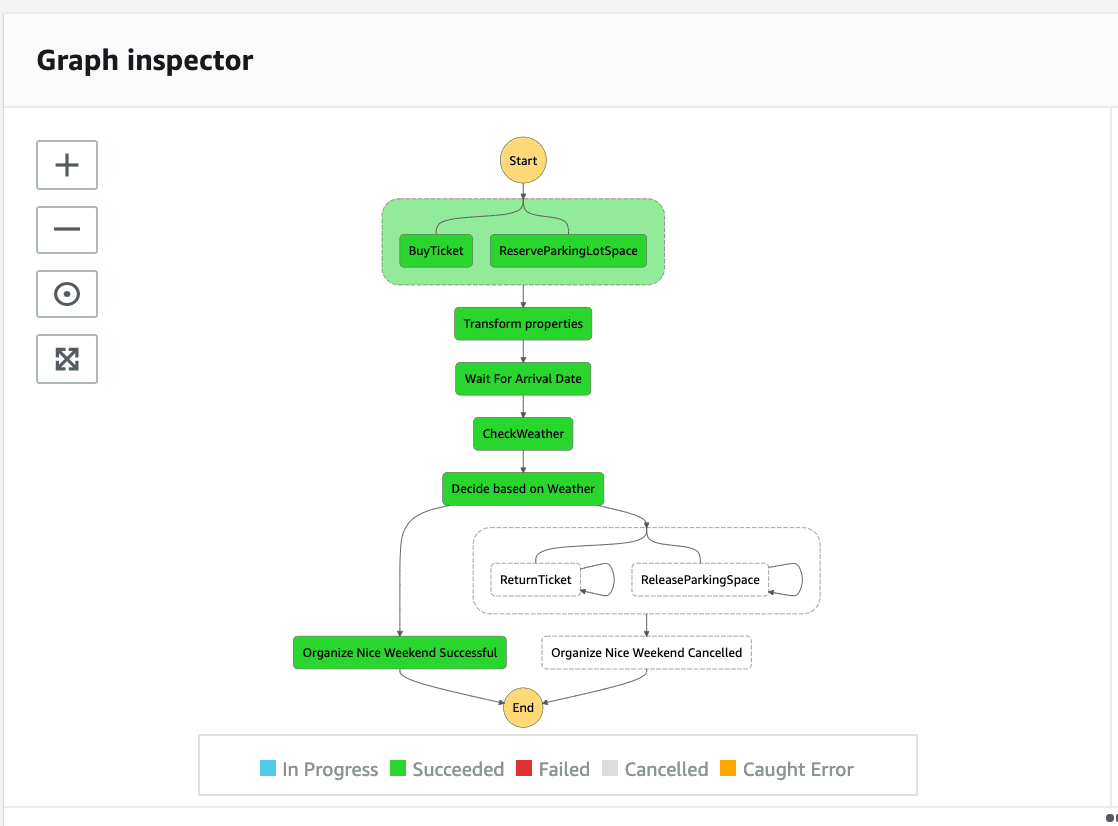 Graph inspector
Start
BuyTicket
ReserveParkingLotSpace
Transform properties
Wait For Arrival Date
CheckWeather
Decide based on Weather
ReturnTicket
ReleaseParkingSpace
Organize Nice Weekend Successful
Organize Nice Weekend Cancelled
End
In Progress
Succeeded
Failed
Cancelled
Caught Error